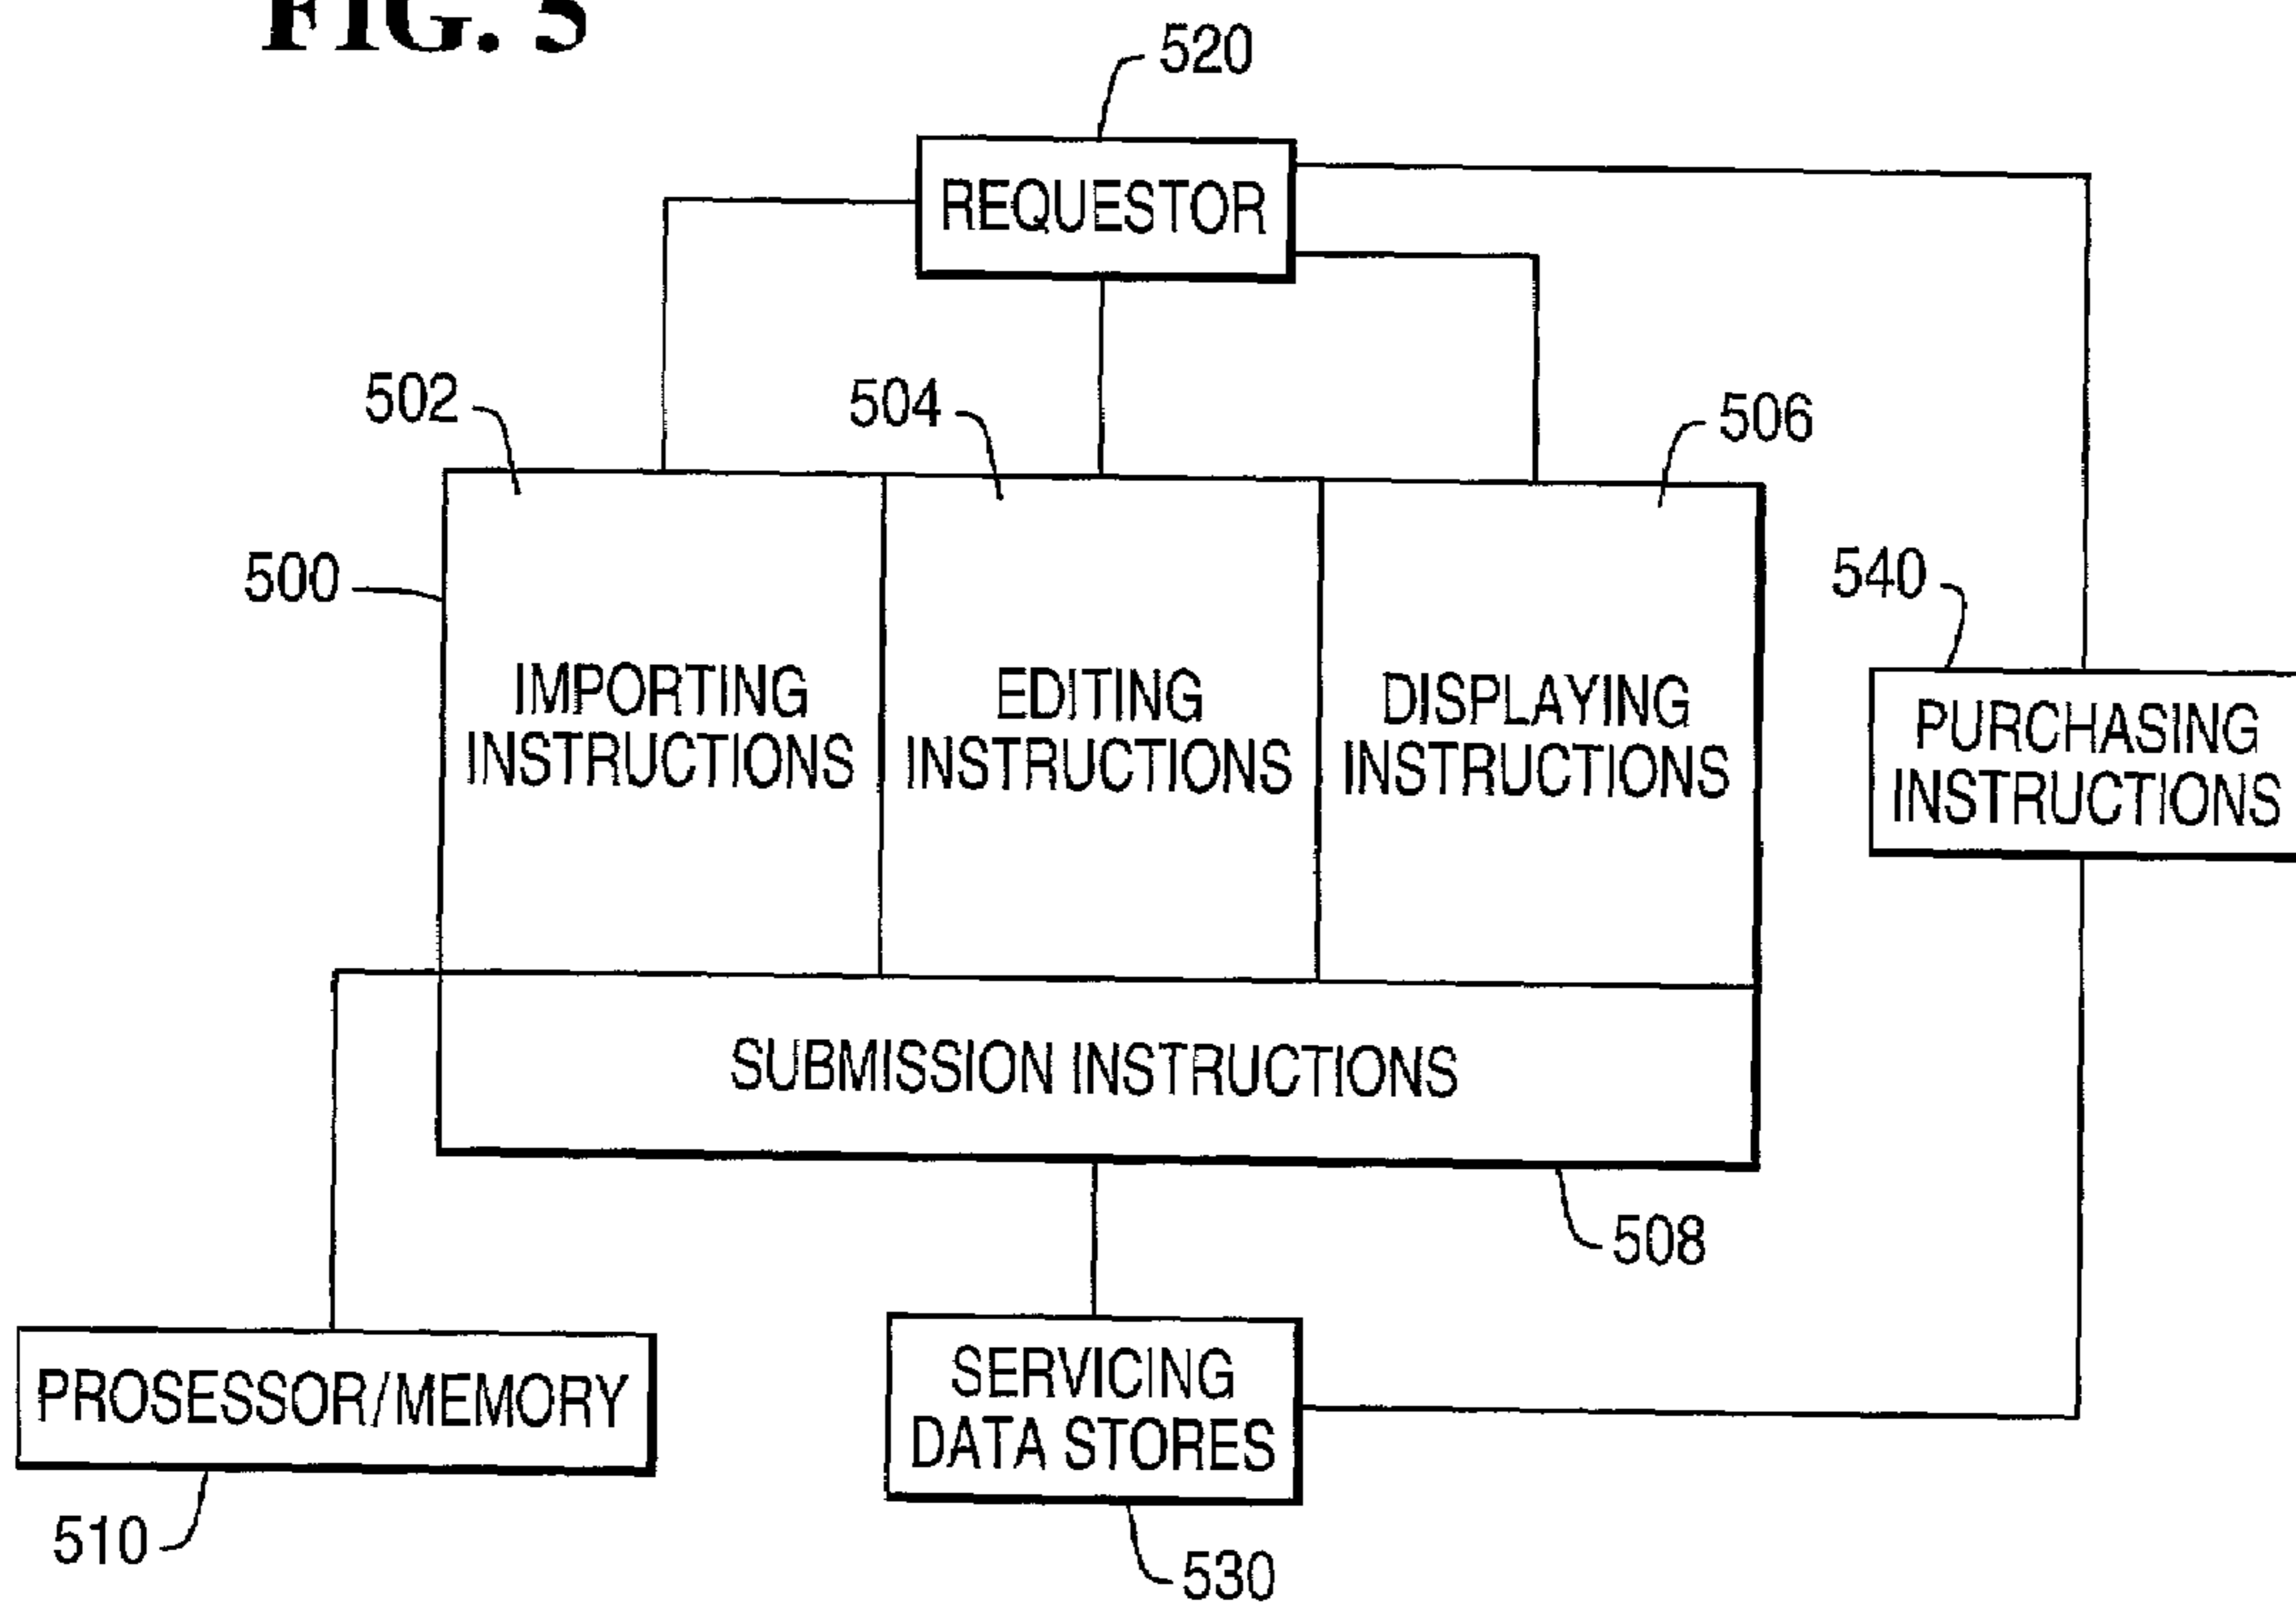 FIG. 5
520
REQUESTOR
502
504
506
500
540
IMPORTING
INSTRUCTIONS
EDITING
INSTRUCTIONS
DISPLAYING
INSTRUCTIONS
PURCHASING
INSTRUCTIONS
SUBMISSION INSTRUCTIONS
508
PROSESSOR/MEMORY
SERVICING
DATA STORES
510
530